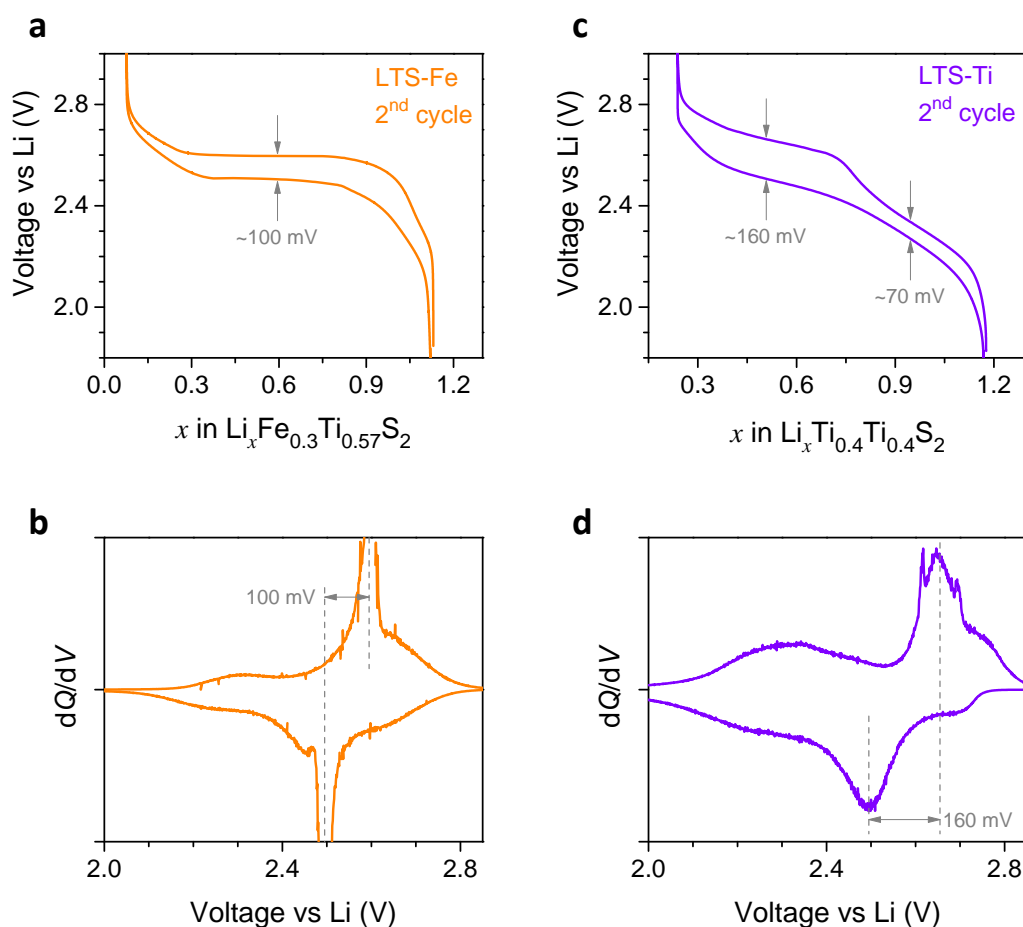 a
LTS-Fe
2nd cycle
2.8
2.4
2.0
Voltage vs Li (V)
~100 mV
0.0 0.3 0.6 0.9 1.2
x in LixFe0.3Ti0.57S2
c
LTS-Ti
2nd cycle
2.8
2.4
2.0
Voltage vs Li (V)
~160 mV
~70 mV
0.3 0.6 0.9 1.2
x in LixTi0.4Ti0.4S2
b
dQ/dV
100 mV
2.0 2.4 2.8
Voltage vs Li (V)
d
dQ/dV
160 mV
2.0 2.4 2.8
Voltage vs Li (V)